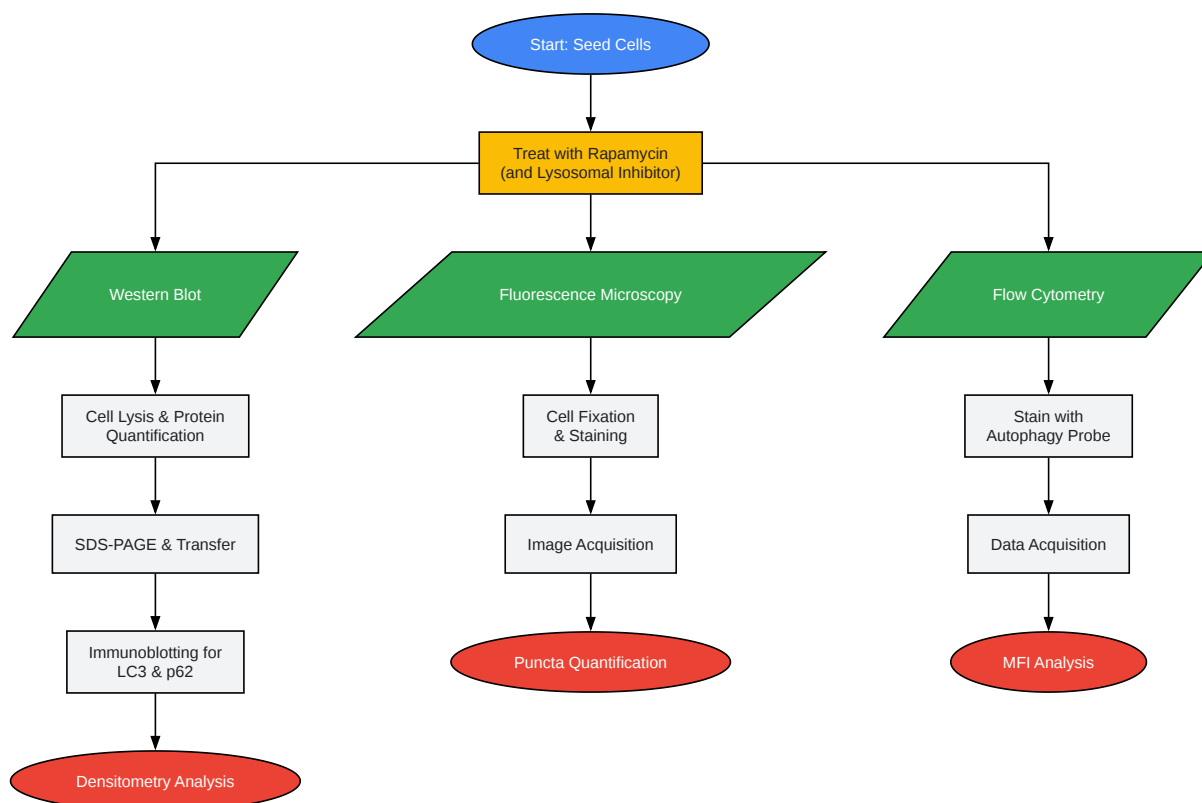 Start: Seed Cells
Treat with Rapamycin
(and Lysosomal Inhibitor)
Western Blot
Fluorescence Microscopy
Flow Cytometry
Cell Lysis & Protein
Quantification
Cell Fixation
& Staining
Stain with
Autophagy Probe
SDS-PAGE & Transfer
Image Acquisition
Data Acquisition
Immunoblotting for
LC3 & p62
Puncta Quantification
MFI Analysis
Densitometry Analysis